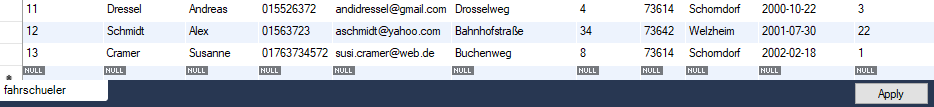 11 Dressel Andreas 015526372 andidressel@gmail.com Drosselweg 4 73614 Schorndorf 2000-10-22 3
12 Schmidt Alex 01563723 aschmidt@yahoo.com Bahnhofstraße 34 73642 Welzheim 2001-07-30 22
13 Cramer Susanne 01763734572 susi.cramer@web.de Buchenweg 8 73614 Schorndorf 2002-02-18 1
NULL NULL NULL NULL NULL NULL NULL NULL NULL NULL NULL
fahrschueler Apply